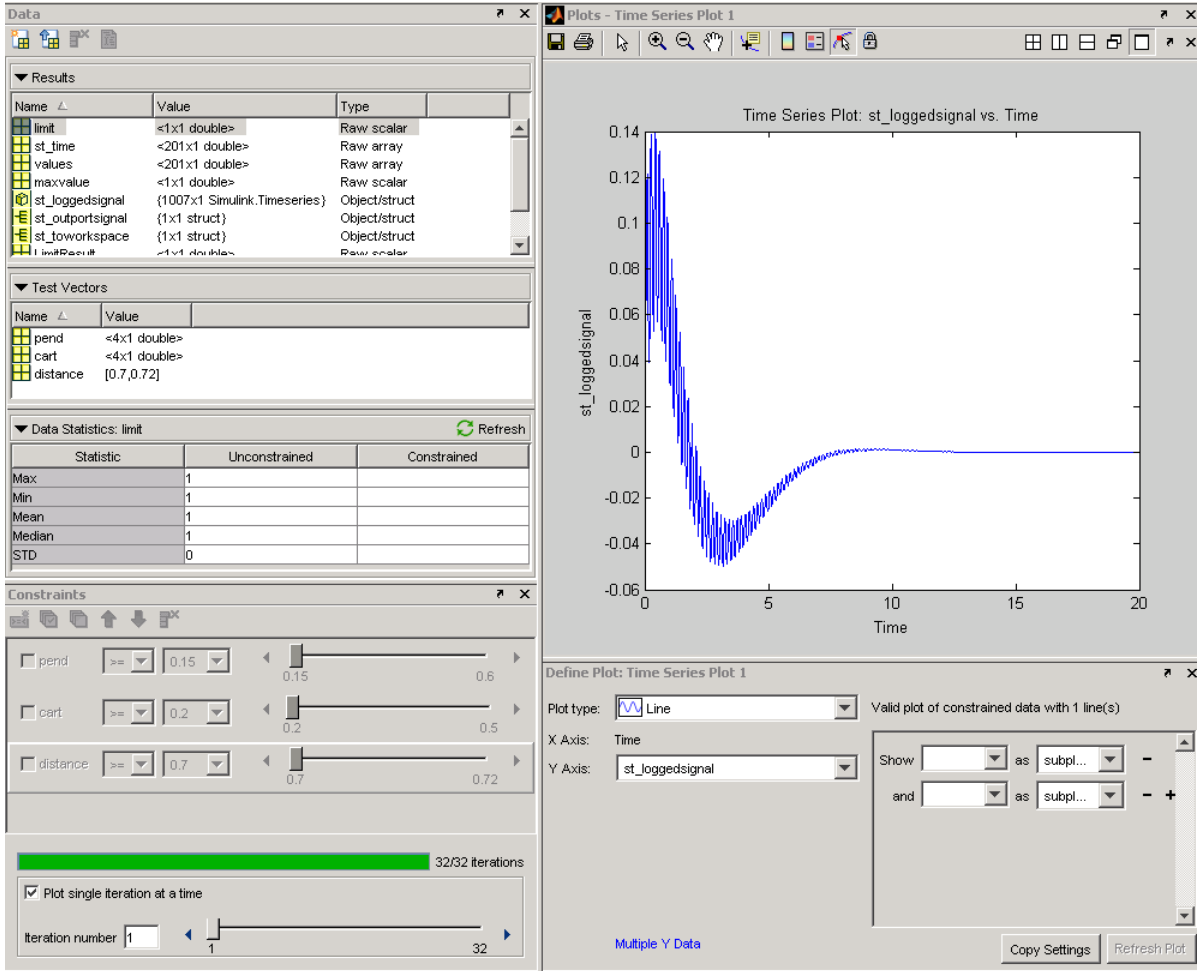 Data
Results
Name Value Type
limit <1x1 double> Raw scalar
st_time <201x1 double> Raw array
values <201x1 double> Raw array
maxvalue <1x1 double> Raw scalar
st_loggedsignal {1007x1 Simulink.Timeseries} Object/struct
st_outportsignal {1x1 struct} Object/struct
st_toworkspace {1x1 struct} Object/struct
LimitResult <1x1 double> Raw scalar
Test Vectors
Name Value
pend <4x1 double>
cart <4x1 double>
distance [0.7,0.72]
Data Statistics: limit Refresh
Statistic Unconstrained Constrained
Max 1
Min 1
Mean 1
Median 1
STD 0
Constraints
pend >= 0.15
0.15 0.6
cart >= 0.2
0.2 0.5
distance >= 0.7
0.7 0.72
32/32 iterations
Plot single iteration at a time
Iteration number 1
1 32
Plots - Time Series Plot 1
Time Series Plot: st_loggedsignal vs. Time
0.14
0.12
0.1
0.08
0.06
0.04
0.02
0
-0.02
-0.04
-0.06
st_loggedsignal
0 5 10 15 20
Time
Define Plot: Time Series Plot 1
Plot type: Line Valid plot of constrained data with 1 line(s)
X Axis: Time
Y Axis: st_loggedsignal
Show as subpl... -
and as subpl... - +
Multiple Y Data
Copy Settings Refresh Plot